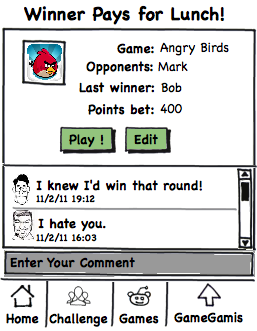 Winner Pays for Lunch!
Game: Angry Birds
Opponents: Mark
Last winner: Bob
Points bet: 400
Play ! Edit
I knew I'd win that round!
11/2/11 19:12
I hate you.
11/2/11 16:03
Enter Your Comment
Home Challenge Games GameGamis